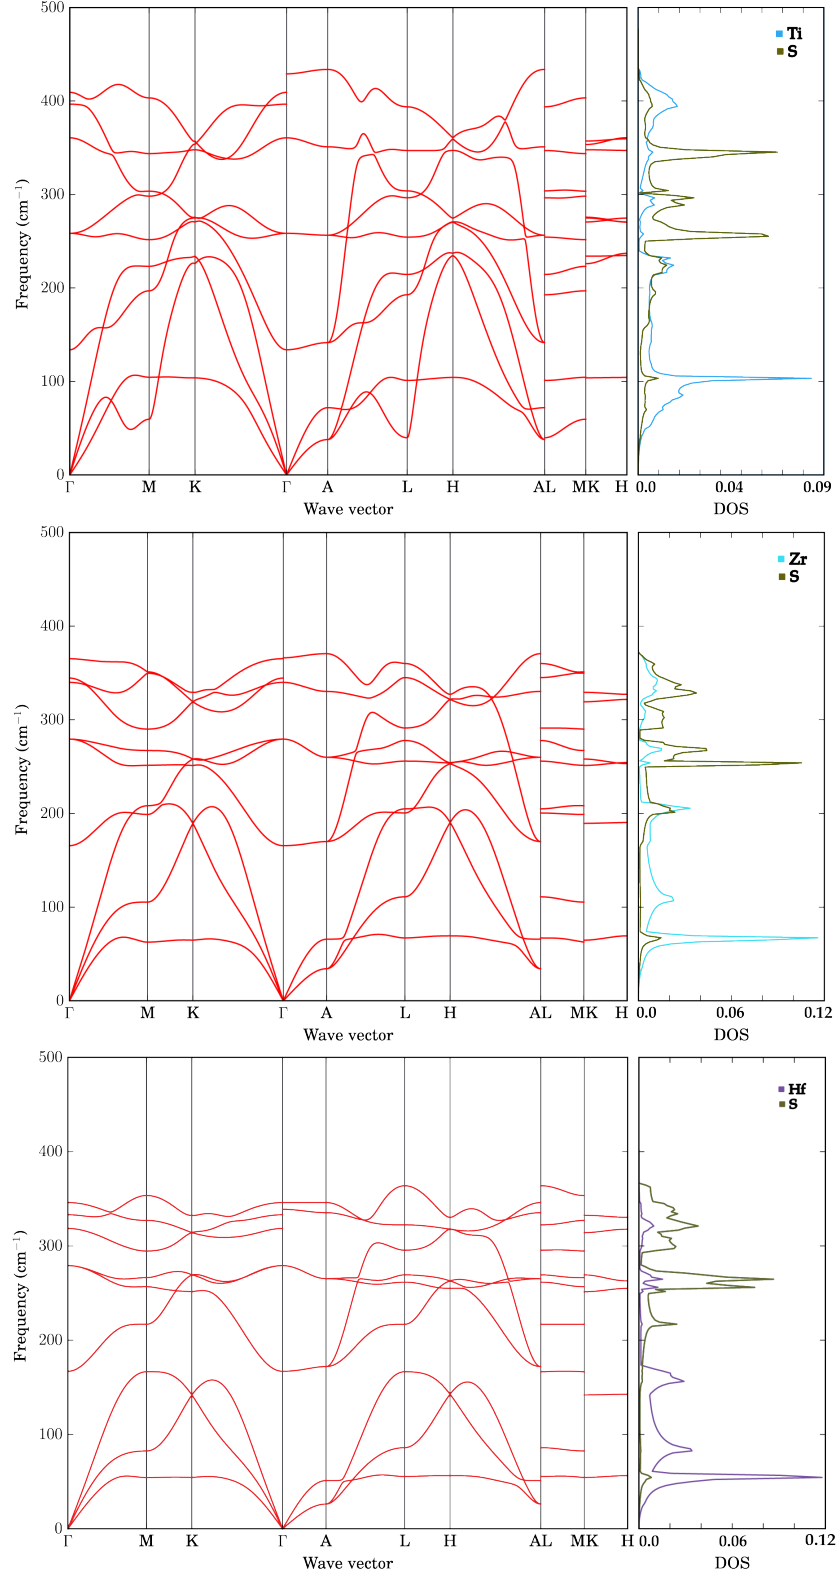 500
Ti
S
400
300
200
100
0
Frequency (cm⁻¹)
Γ M K Γ A L H AL MK H
Wave vector
0.0 0.04 0.09
DOS
500
Zr
S
400
300
200
100
0
Frequency (cm⁻¹)
Γ M K Γ A L H AL MK H
Wave vector
0.0 0.06 0.12
DOS
500
Hf
S
400
300
200
100
0
Frequency (cm⁻¹)
Γ M K Γ A L H AL MK H
Wave vector
0.0 0.06 0.12
DOS